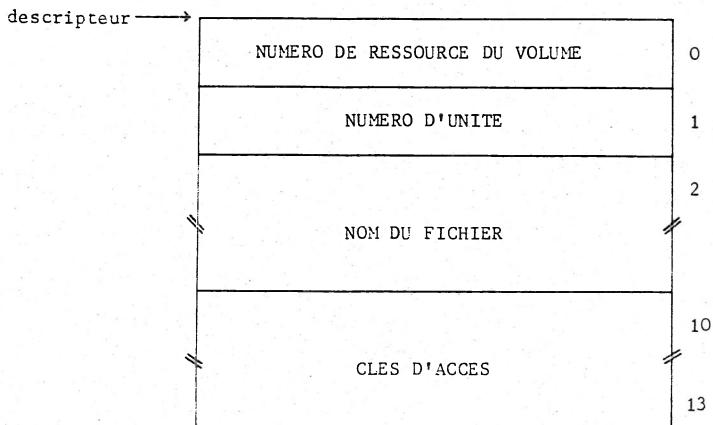 descripteur
NUMERO DE RESSOURCE DU VOLUME 0
NUMERO D'UNITE 1
2
NOM DU FICHIER
10
CLES D'ACCES
13